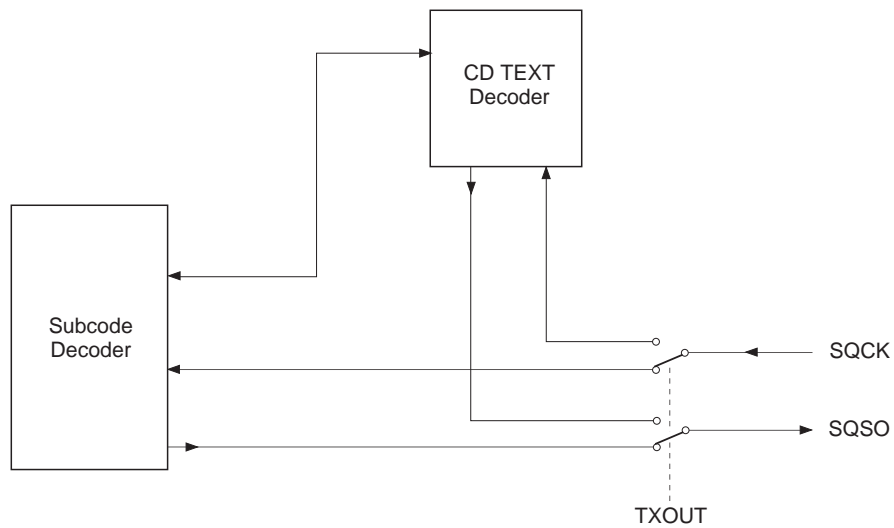 CD TEXT
Decoder
Subcode
Decoder
SQCK
SQSO
TXOUT